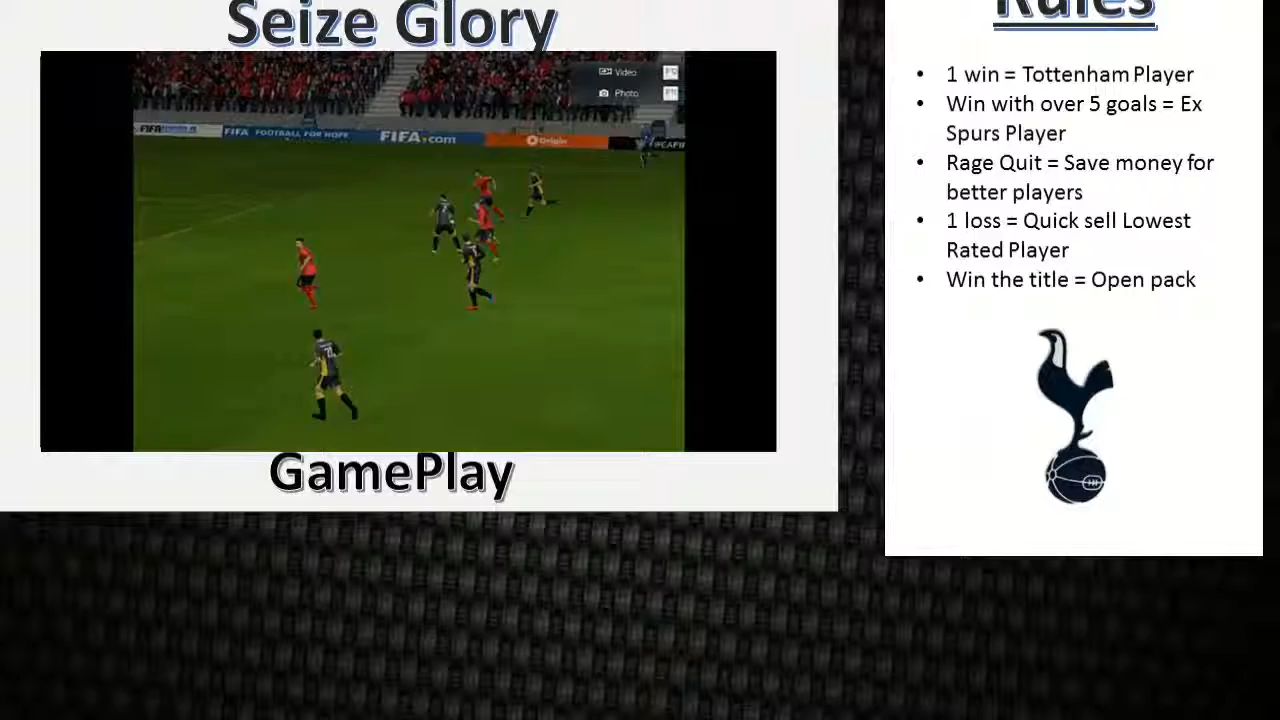 Seize Glory
Rules
Video
Photo
FIFA FOOTBALL FOR HOPE
FIFA.com
Origin
GamePlay
• 1 win = Tottenham Player
• Win with over 5 goals = Ex
Spurs Player
• Rage Quit = Save money for
better players
• 1 loss = Quick sell Lowest
Rated Player
• Win the title = Open pack